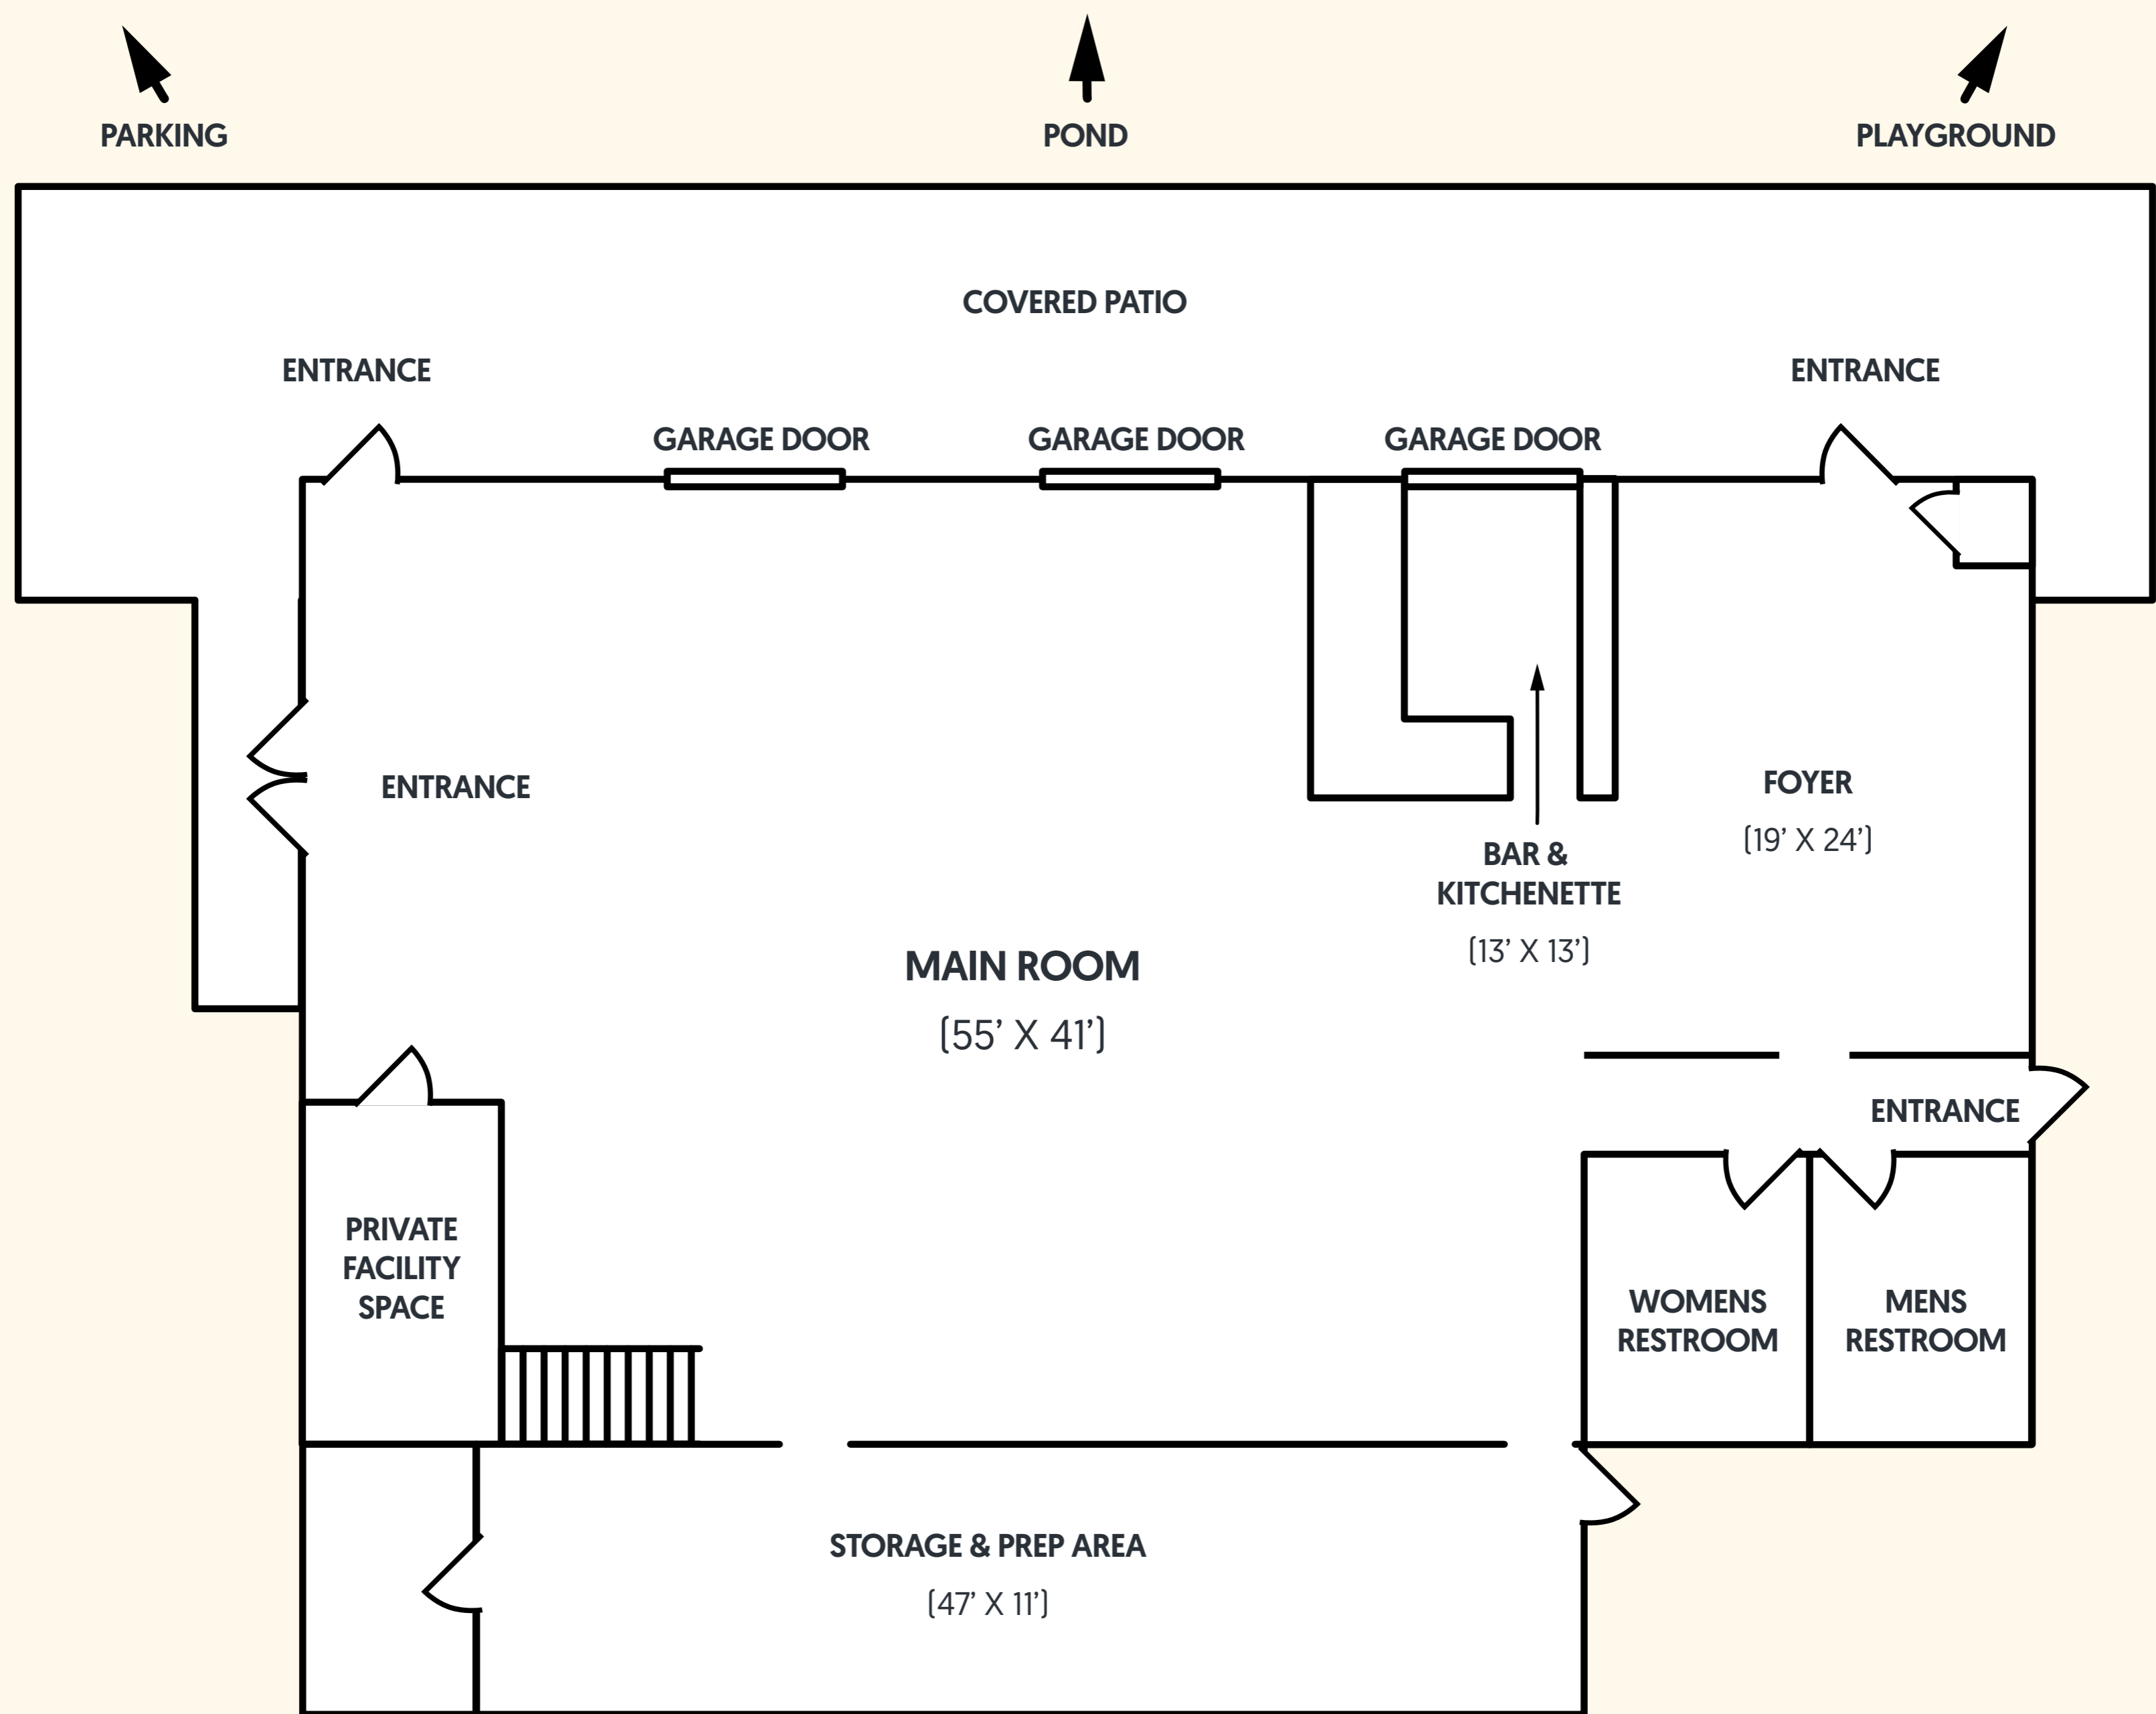 PARKING
POND
PLAYGROUND
COVERED PATIO
ENTRANCE
ENTRANCE
GARAGE DOOR
GARAGE DOOR
GARAGE DOOR
ENTRANCE
FOYER
(19’ X 24’)
BAR &
KITCHENETTE
(13’ X 13’)
MAIN ROOM
(55’ X 41’)
ENTRANCE
PRIVATE
FACILITY
SPACE
WOMENS
RESTROOM
MENS
RESTROOM
STORAGE & PREP AREA
(47’ X 11’)